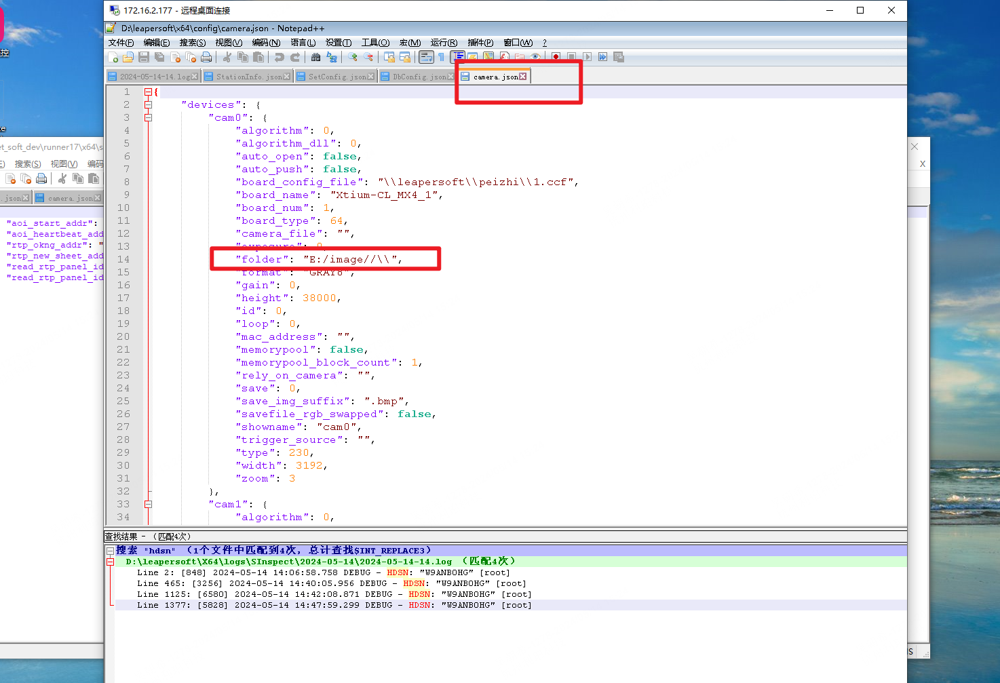 172.16.2.177 - 远程桌面连接
D:\leapersoft\x64\config\camera.json - Notepad++
文件(F) 编辑(E) 搜索(S) 视图(V) 编码(N) 语言(L) 设置(T) 工具(O) 宏(M) 运行(R) 插件(P) 窗口(W) ?
控
2024-05-14-14.log StationInfo.json SetConfig.json DbConfig.json camera.json
1 {
2 "devices": {
3 "cam0": {
4 "algorithm": 0,
5 "algorithm_dll": 0,
6 "auto_open": false,
7 "auto_push": false,
8 "board_config_file": "\\leapersoft\\peizhi\\1.ccf",
9 "board_name": "Xtium-CL_MX4_1",
10 "board_num": 1,
11 "board_type": 64,
12 "camera_file": "",
13 "exposure": 0,
14 "folder": "E:/image//\\",
15 "format": "GRAY8",
16 "gain": 0,
17 "height": 38000,
18 "id": 0,
19 "loop": 0,
20 "mac_address": "",
21 "memorypool": false,
22 "memorypool_block_count": 1,
23 "rely_on_camera": "",
24 "save": 0,
25 "save_img_suffix": ".bmp",
26 "savefile_rgb_swapped": false,
27 "showname": "cam0",
28 "trigger_source": "",
29 "type": 230,
30 "width": 3192,
31 "zoom": 3
32 },
33 "cam1": {
34 "algorithm": 0,
et_soft_dev\runner17\x64\s
E) 搜索(S) 视图(V) 编码
.json camera.json
"aoi_start_addr":
"aoi_heartbeat_add
"rtp_okng_addr": "
"rtp_new_sheet_add
"read_rtp_panel_id
"read_rtp_panel_id
查找结果 - （匹配4次）
搜索 "hdsn" （1个文件中匹配到4次，总计查找$INT_REPLACE3）
D:\leapersoft\X64\logs\SInspect\2024-05-14\2024-05-14-14.log （匹配4次）
Line 2: [848] 2024-05-14 14:06:58.758 DEBUG - HDSN: "W9ANBOHG" [root]
Line 465: [3256] 2024-05-14 14:40:05.956 DEBUG - HDSN: "W9ANBOHG" [root]
Line 1125: [6580] 2024-05-14 14:42:08.871 DEBUG - HDSN: "W9ANBOHG" [root]
Line 1377: [5828] 2024-05-14 14:47:59.299 DEBUG - HDSN: "W9ANBOHG" [root]